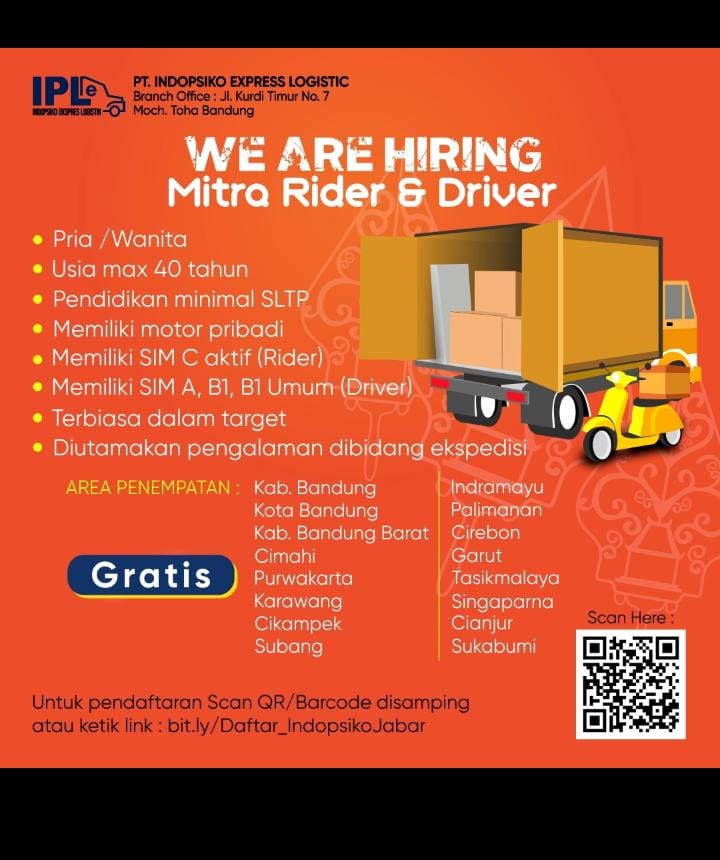 IPL e
INDOPSIKO EKSPRES LOGISTIK
PT. INDOPSIKO EXPRESS LOGISTIC
Branch Office : Jl. Kurdi Timur No. 7
Moch. Toha Bandung
WE ARE HIRING
Mitra Rider & Driver
Pria /Wanita
Usia max 40 tahun
Pendidikan minimal SLTP
Memiliki motor pribadi
Memiliki SIM C aktif (Rider)
Memiliki SIM A, B1, B1 Umum (Driver)
Terbiasa dalam target
Diutamakan pengalaman dibidang ekspedisi
AREA PENEMPATAN :
Kab. Bandung
Kota Bandung
Kab. Bandung Barat
Cimahi
Purwakarta
Karawang
Cikampek
Subang
Indramayu
Palimanan
Cirebon
Garut
Tasikmalaya
Singaparna
Cianjur
Sukabumi
Gratis
Scan Here :
Untuk pendaftaran Scan QR/Barcode disamping
atau ketik link : bit.ly/Daftar_IndopsikoJabar